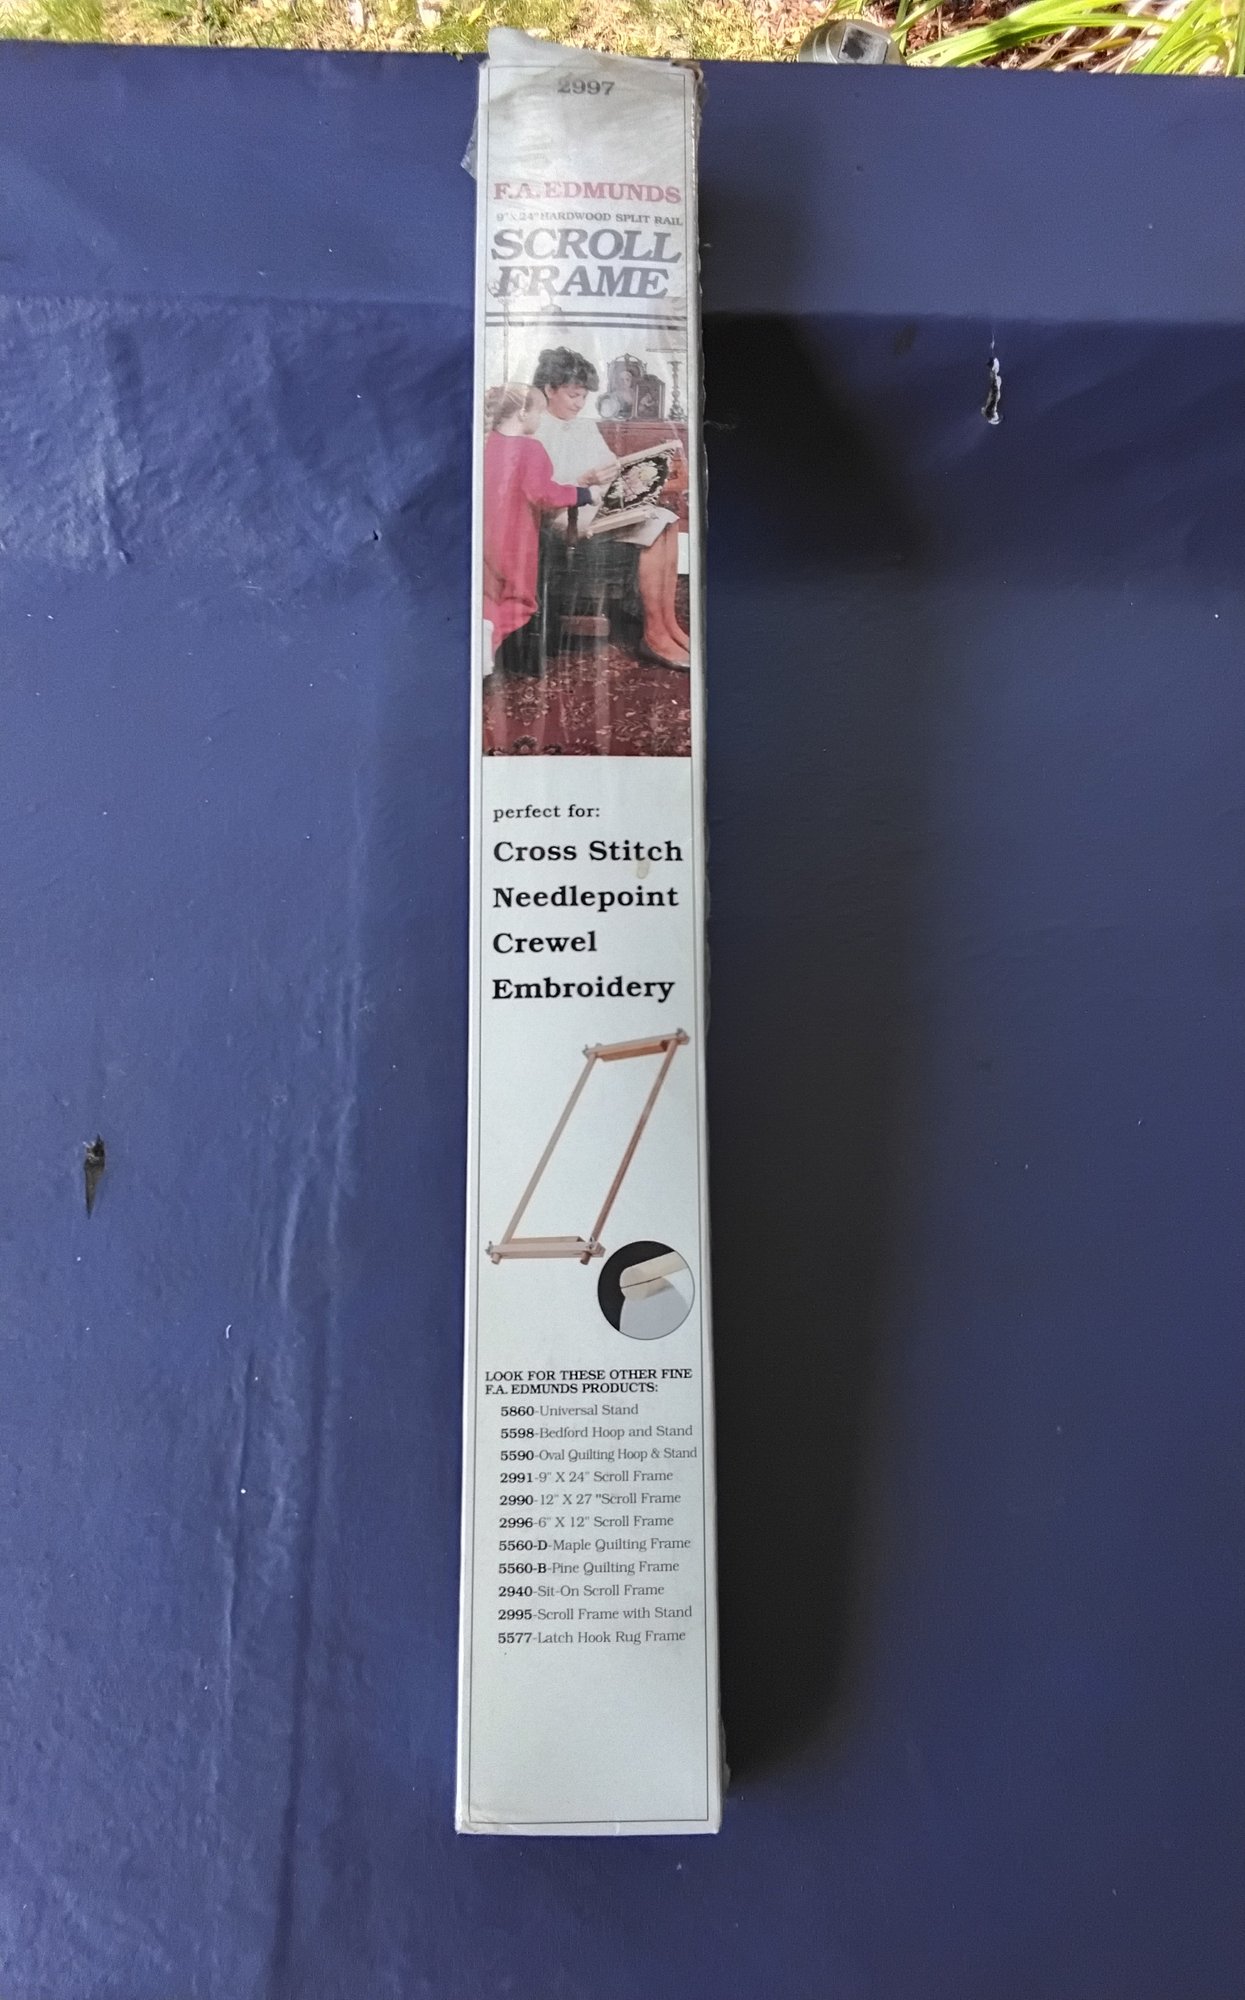 2997
F.A. EDMUNDS
9" x 24" HARDWOOD SPLIT RAIL
SCROLL
FRAME
perfect for:
Cross Stitch
Needlepoint
Crewel
Embroidery
LOOK FOR THESE OTHER FINE
F.A. EDMUNDS PRODUCTS:
5860-Universal Stand
5598-Bedford Hoop and Stand
5590-Oval Quilting Hoop & Stand
2991-9" X 24" Scroll Frame
2990-12" X 27 "Scroll Frame
2996-6" X 12" Scroll Frame
5560-D-Maple Quilting Frame
5560-B-Pine Quilting Frame
2940-Sit-On Scroll Frame
2995-Scroll Frame with Stand
5577-Latch Hook Rug Frame